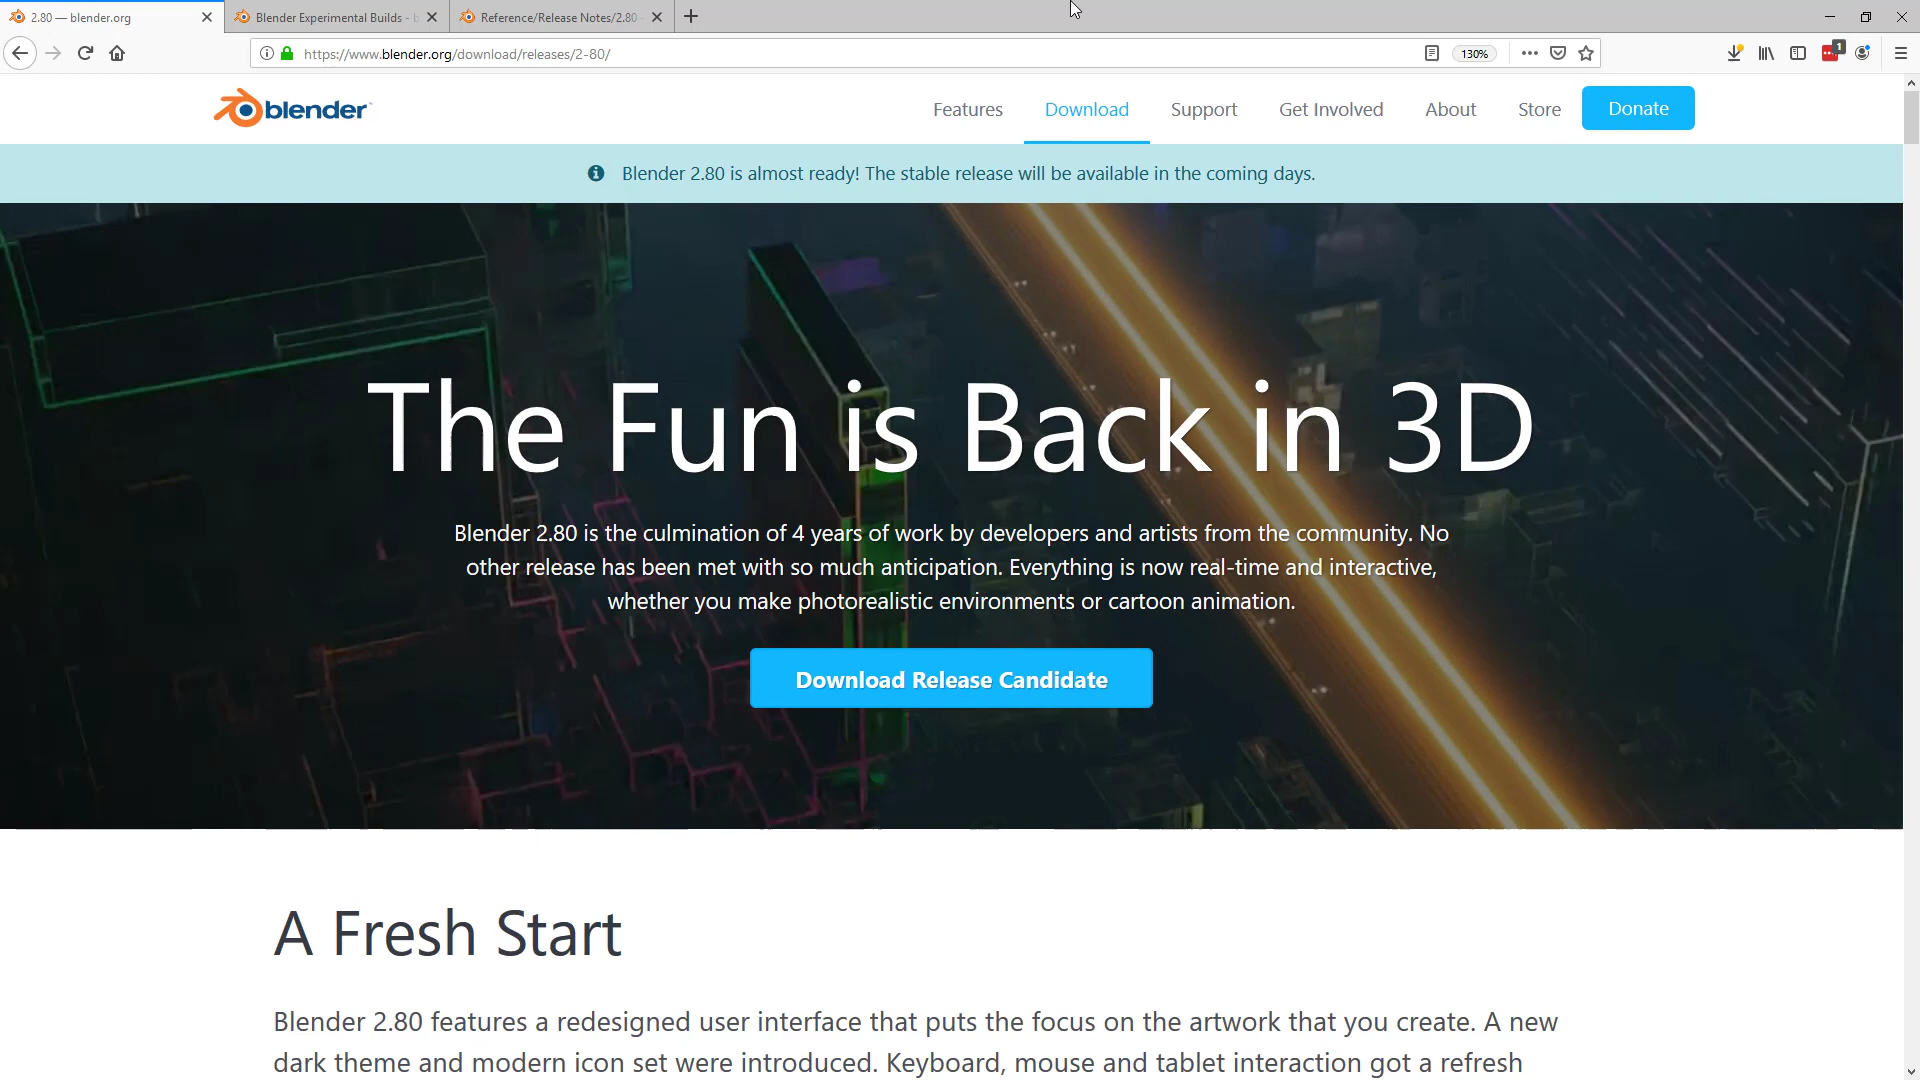 2.80 — blender.org
Blender Experimental Builds - b
Reference/Release Notes/2.80 -
https://www.blender.org/download/releases/2-80/
130%
1
blender
Features
Download
Support
Get Involved
About
Store
Donate
Blender 2.80 is almost ready! The stable release will be available in the coming days.
The Fun is Back in 3D
Blender 2.80 is the culmination of 4 years of work by developers and artists from the community. No
other release has been met with so much anticipation. Everything is now real-time and interactive,
whether you make photorealistic environments or cartoon animation.
Download Release Candidate
A Fresh Start
Blender 2.80 features a redesigned user interface that puts the focus on the artwork that you create. A new
dark theme and modern icon set were introduced. Keyboard, mouse and tablet interaction got a refresh